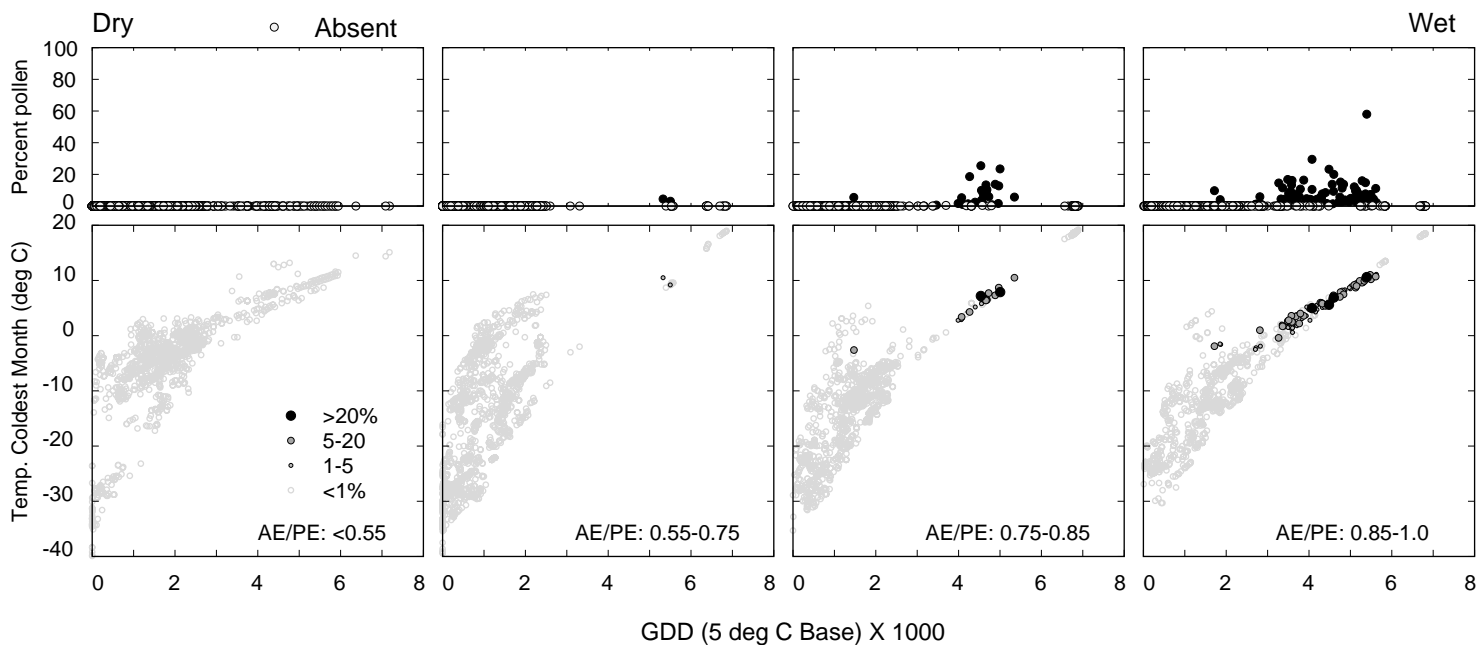 Dry
Absent
Wet
Percent pollen
100
80
60
40
20
0
Temp. Coldest Month (deg C)
20
10
0
-10
-20
-30
-40
>20%
5-20
1-5
<1%
AE/PE: <0.55
AE/PE: 0.55-0.75
AE/PE: 0.75-0.85
AE/PE: 0.85-1.0
0 2 4 6 8
0 2 4 6 8
0 2 4 6 8
0 2 4 6 8
GDD (5 deg C Base) X 1000